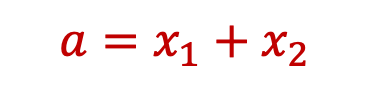 a = x₁ + x₂